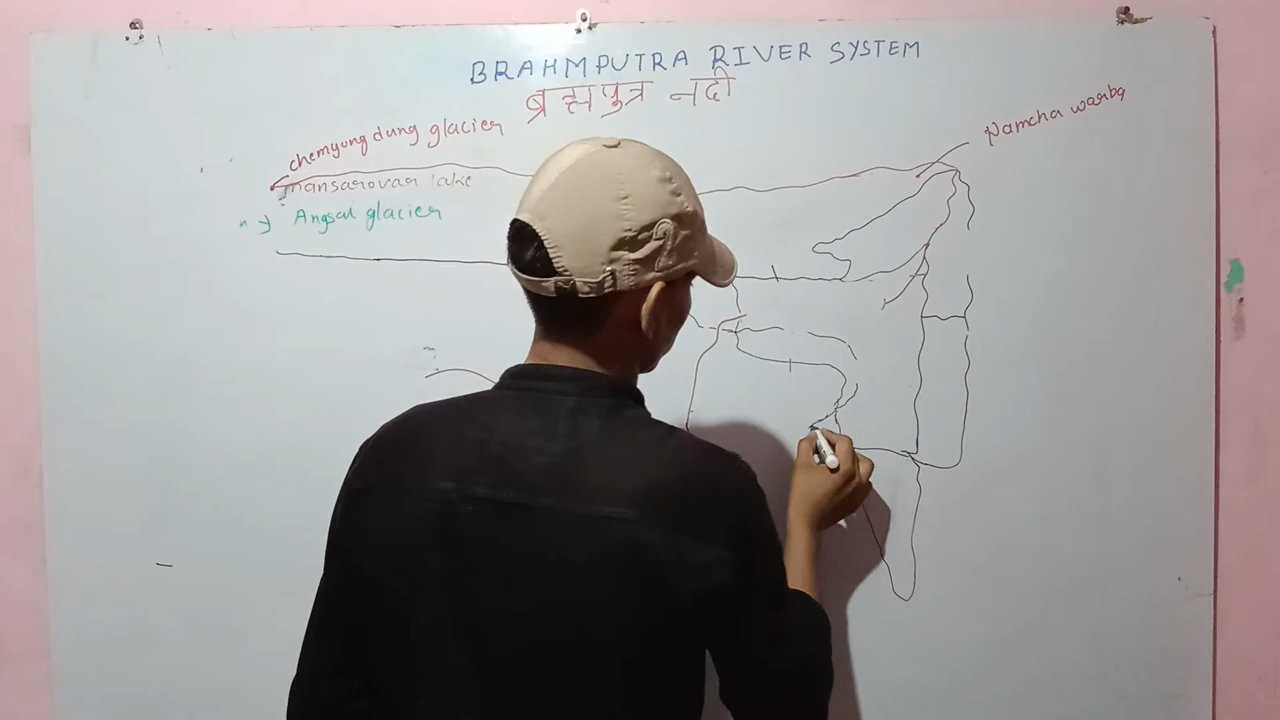 BRAHMPUTRA RIVER SYSTEM
ब्रह्मपुत्र नदी
chemyung dung glacier
mansarovar lake
Angsai glacier
Namcha warba